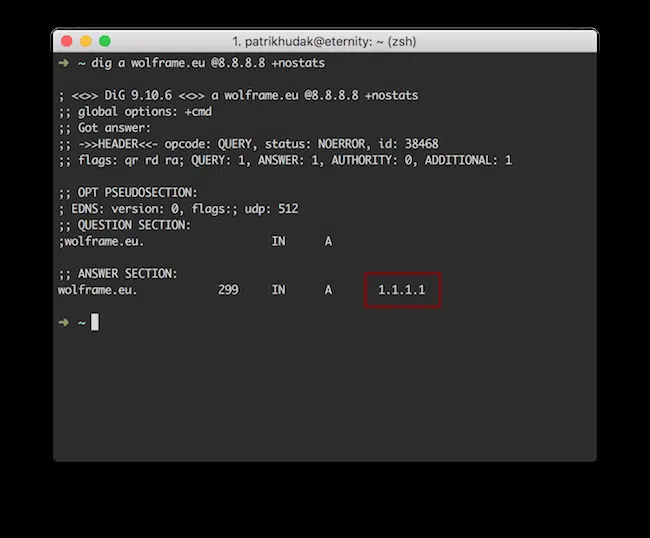 1. patrikhudak@eternity: ~ (zsh)
➜ ~ dig a wolframe.eu @8.8.8.8 +nostats
; <<>> DiG 9.10.6 <<>> a wolframe.eu @8.8.8.8 +nostats
;; global options: +cmd
;; Got answer:
;; ->>HEADER<<- opcode: QUERY, status: NOERROR, id: 38468
;; flags: qr rd ra; QUERY: 1, ANSWER: 1, AUTHORITY: 0, ADDITIONAL: 1
;; OPT PSEUDOSECTION:
; EDNS: version: 0, flags:; udp: 512
;; QUESTION SECTION:
;wolframe.eu. IN A
;; ANSWER SECTION:
wolframe.eu. 299 IN A 1.1.1.1
➜ ~